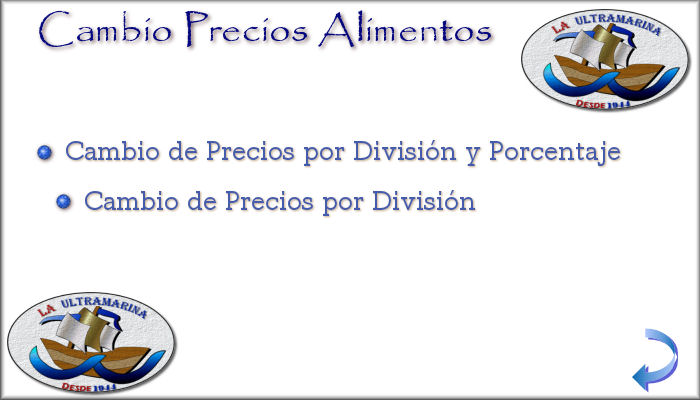 Cambio Precios Alimentos
LA ULTRAMARINA
DESDE 1944
Cambio de Precios por División y Porcentaje
Cambio de Precios por División
LA ULTRAMARINA
DESDE 1944